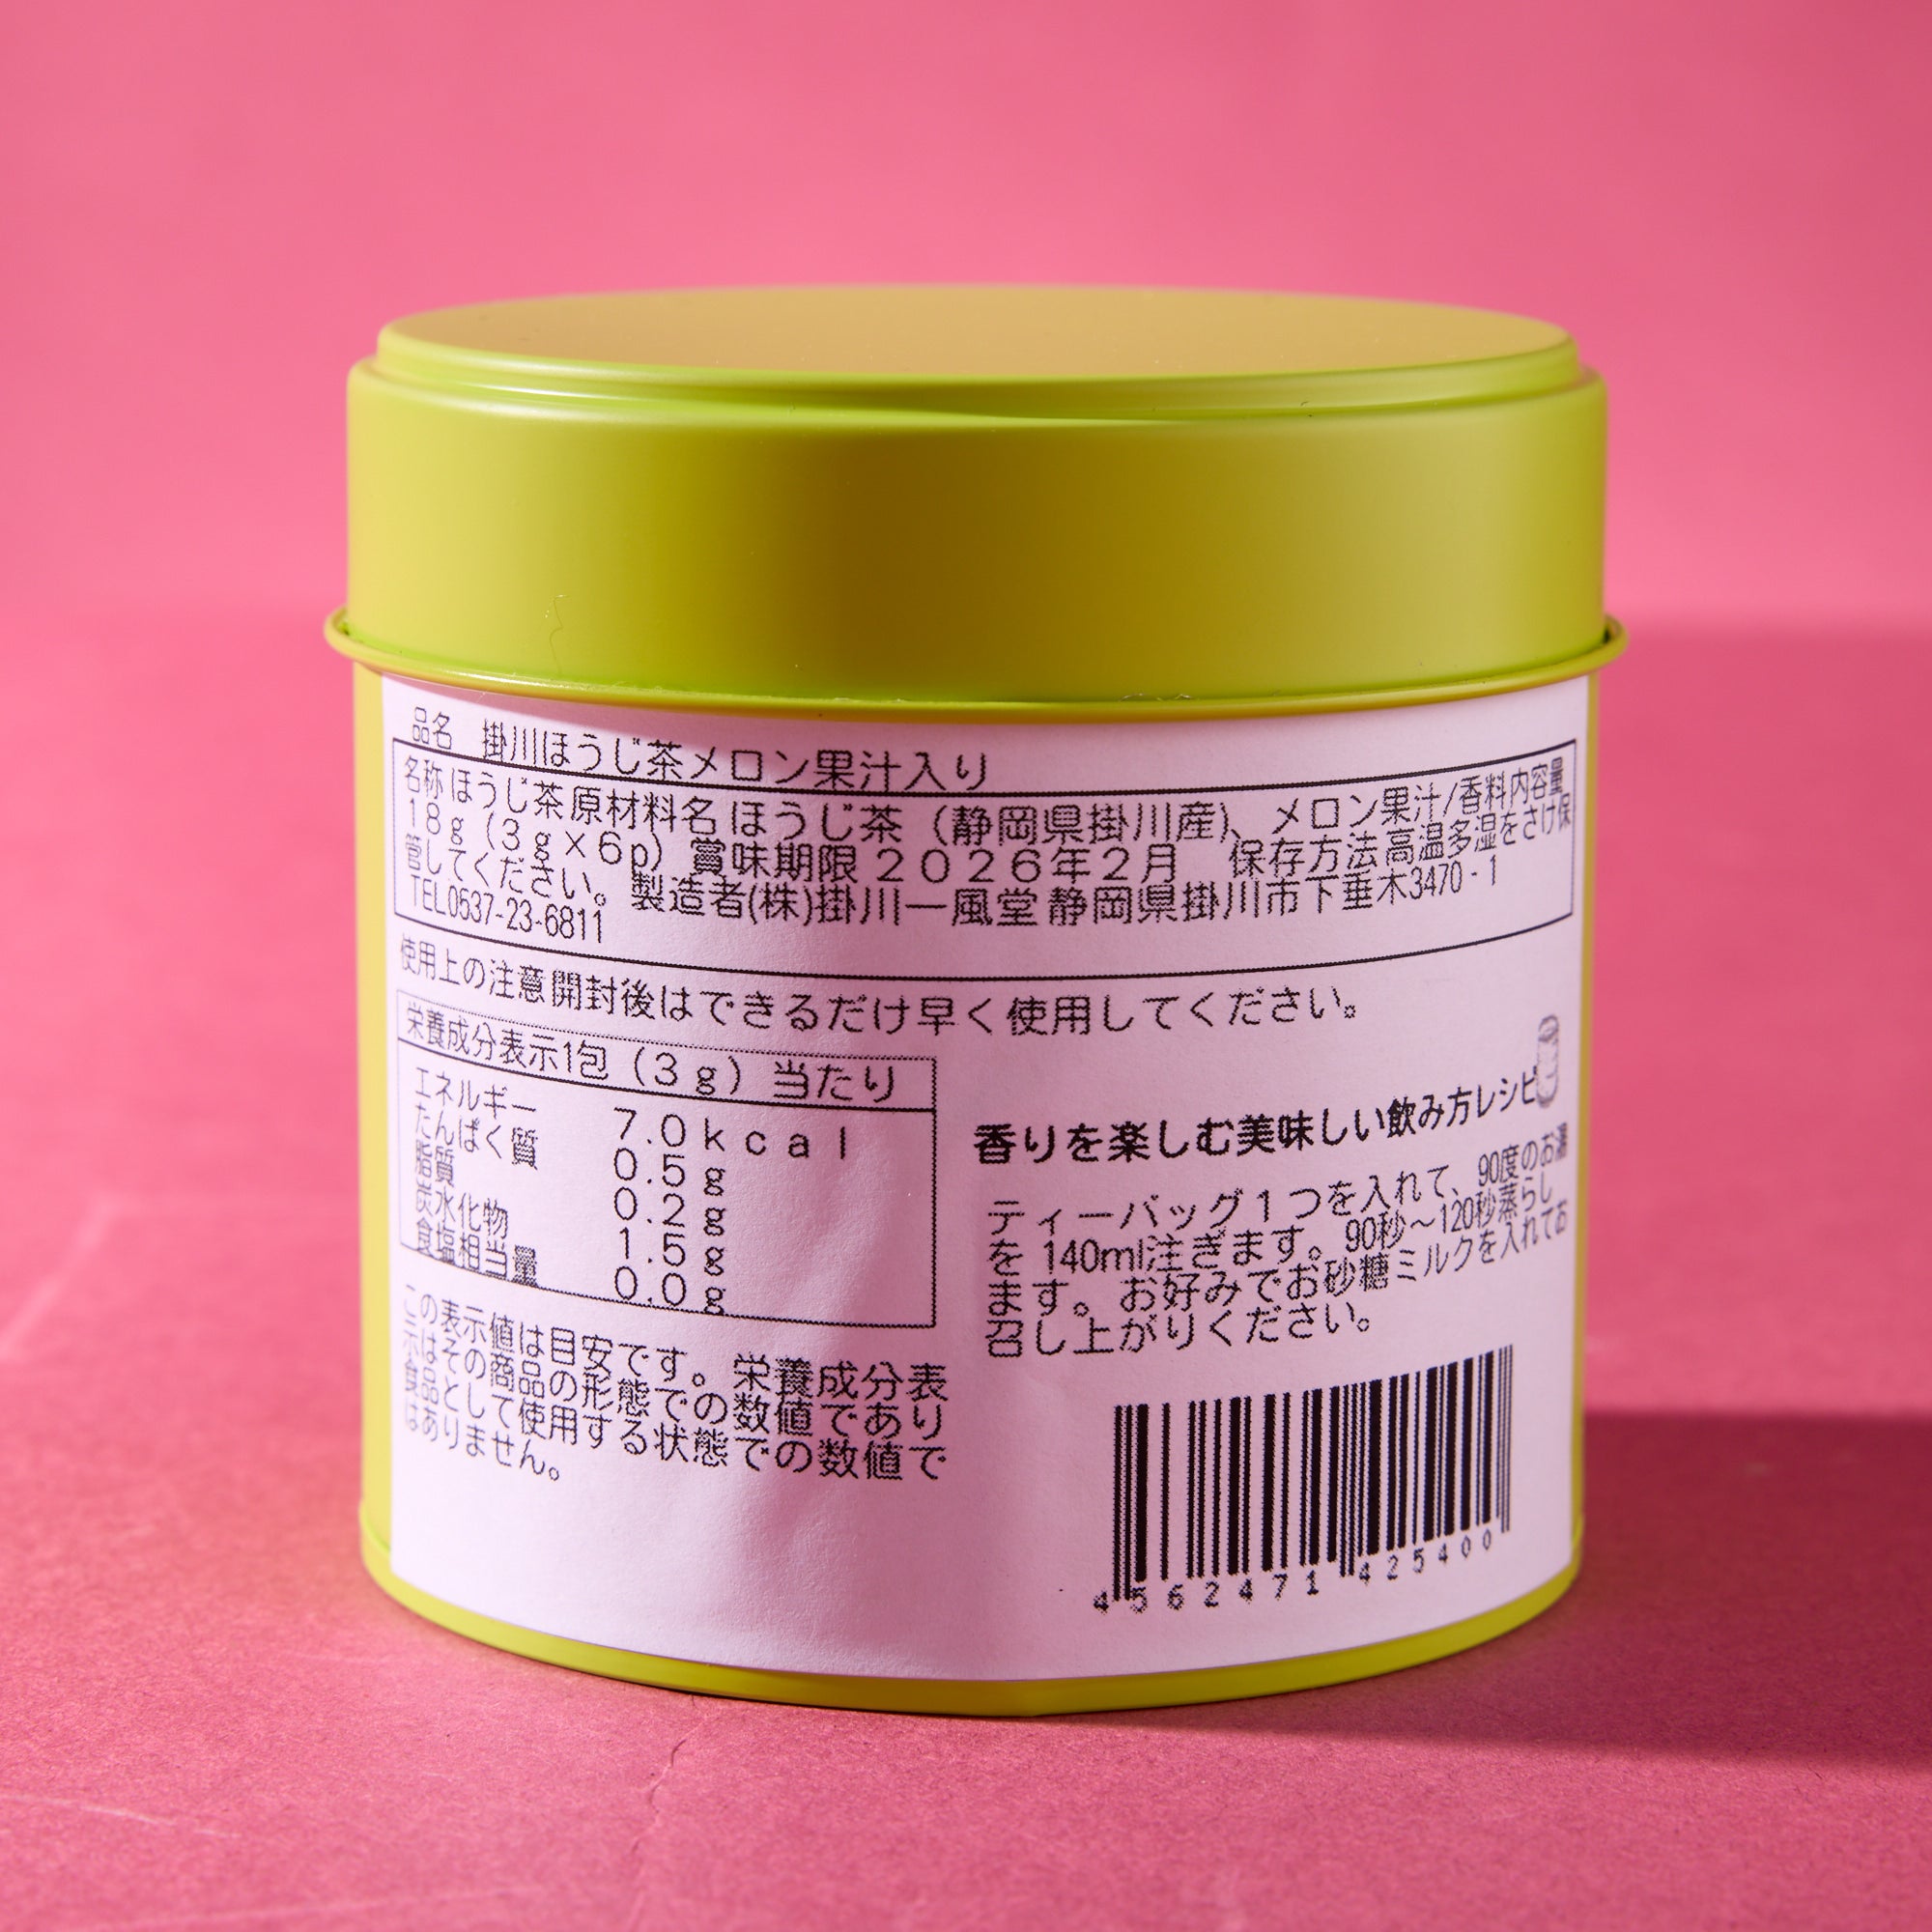 品名　掛川ほうじ茶メロン果汁入り
名称 ほうじ茶 原材料名 ほうじ茶（静岡県掛川産）、メロン果汁/香料 内容量
18g（3g×6p）賞味期限 2026年2月　保存方法 高温多湿をさけ保
管してください。製造者(株)掛川一風堂 静岡県掛川市下垂木3470-1
TEL0537-23-6811
使用上の注意 開封後はできるだけ早く使用してください。
栄養成分表示1包（3g）当たり
エネルギー　7.0kcal
たんぱく質　0.5g
脂質　0.2g
炭水化物　1.5g
食塩相当量　0.0g
この表示値は目安です。栄養成分表
示はその商品の形態での数値であり
食品として使用する状態での数値で
はありません。
香りを楽しむ美味しい飲み方レシピ
ティーバッグ1つを入れて、90度のお湯
を140ml注ぎます。90秒～120秒蒸らし
ます。お好みでお砂糖ミルクを入れてお
召し上がりください。
4562471425400